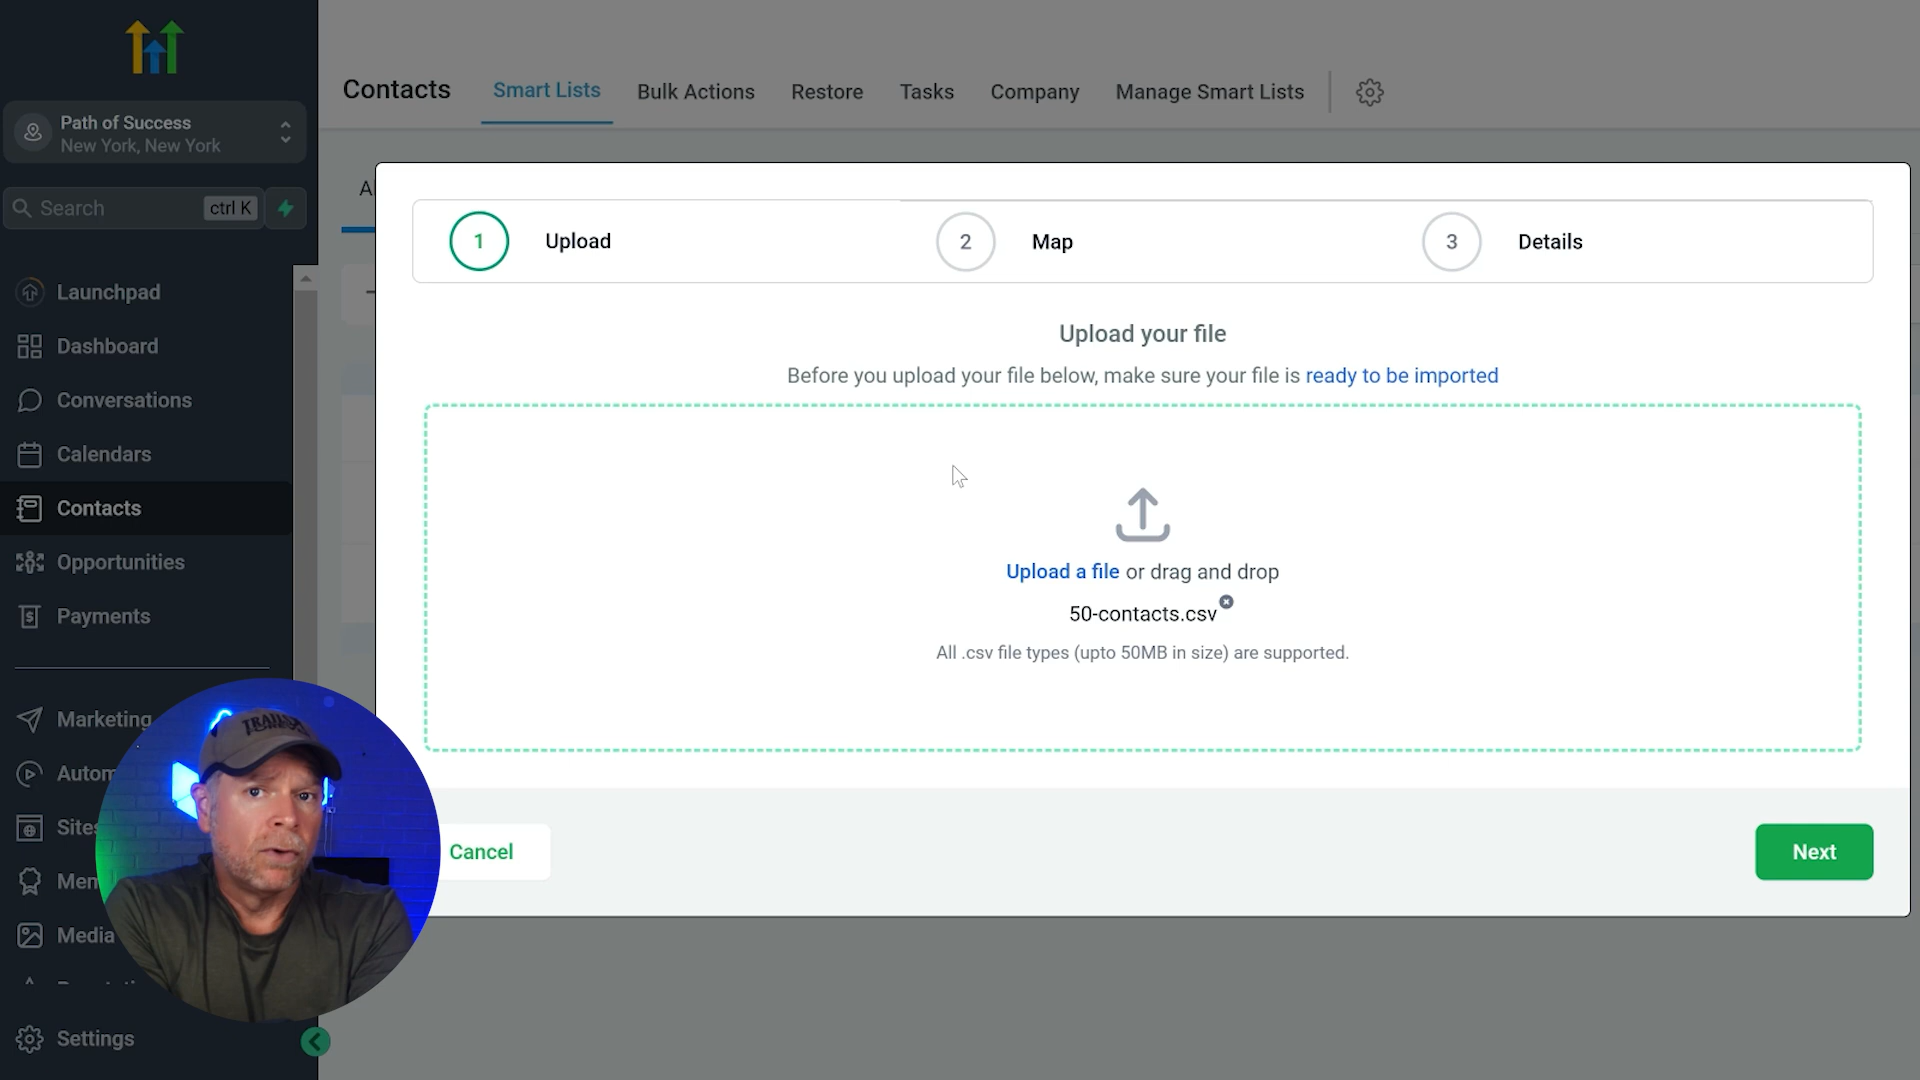 Path of Success
New York, New York
Search
ctrl K
Launchpad
Dashboard
Conversations
Calendars
Contacts
Opportunities
Payments
Marketing
Autom
Sites
Mem
Media
Settings
Contacts
Smart Lists
Bulk Actions
Restore
Tasks
Company
Manage Smart Lists
1
Upload
2
Map
3
Details
Upload your file
Before you upload your file below, make sure your file is ready to be imported
Upload a file or drag and drop
50-contacts.csv
All .csv file types (upto 50MB in size) are supported.
Cancel
Next